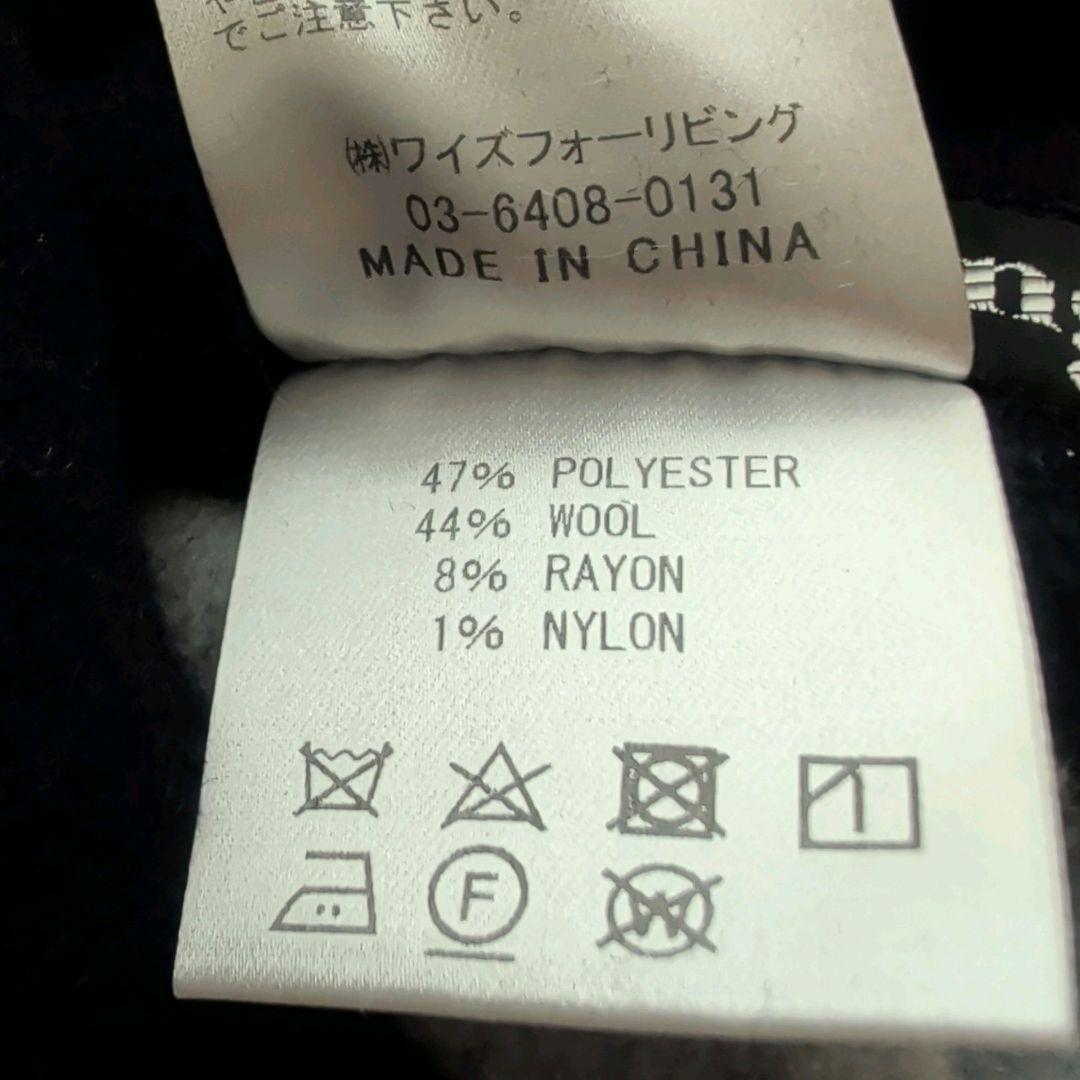 でご注意下さい。
㈱ワイズフォーリビング
03-6408-0131
MADE IN CHINA
47% POLYESTER
44% WOOL
8% RAYON
1% NYLON
F
W